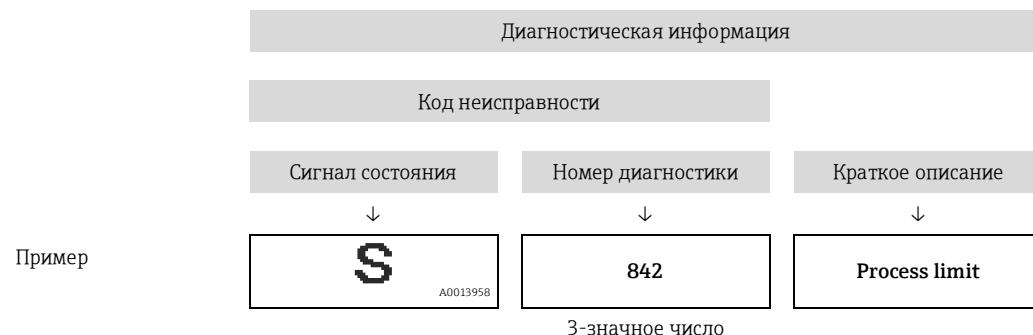 Диагностическая информация
Код неисправности
Сигнал состояния Номер диагностики Краткое описание
↓ ↓ ↓
Пример S A0013958 842 Process limit
3-значное число